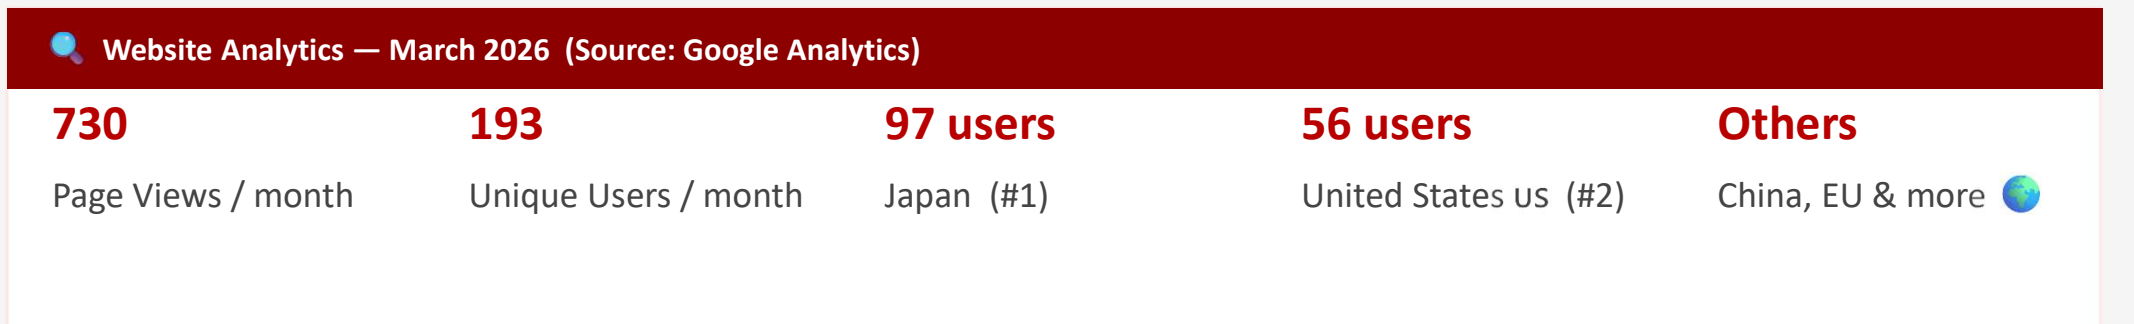 Website Analytics — March 2026 (Source: Google Analytics)
730
Page Views / month
193
Unique Users / month
97 users
Japan (#1)
56 users
United States us (#2)
Others
China, EU & more